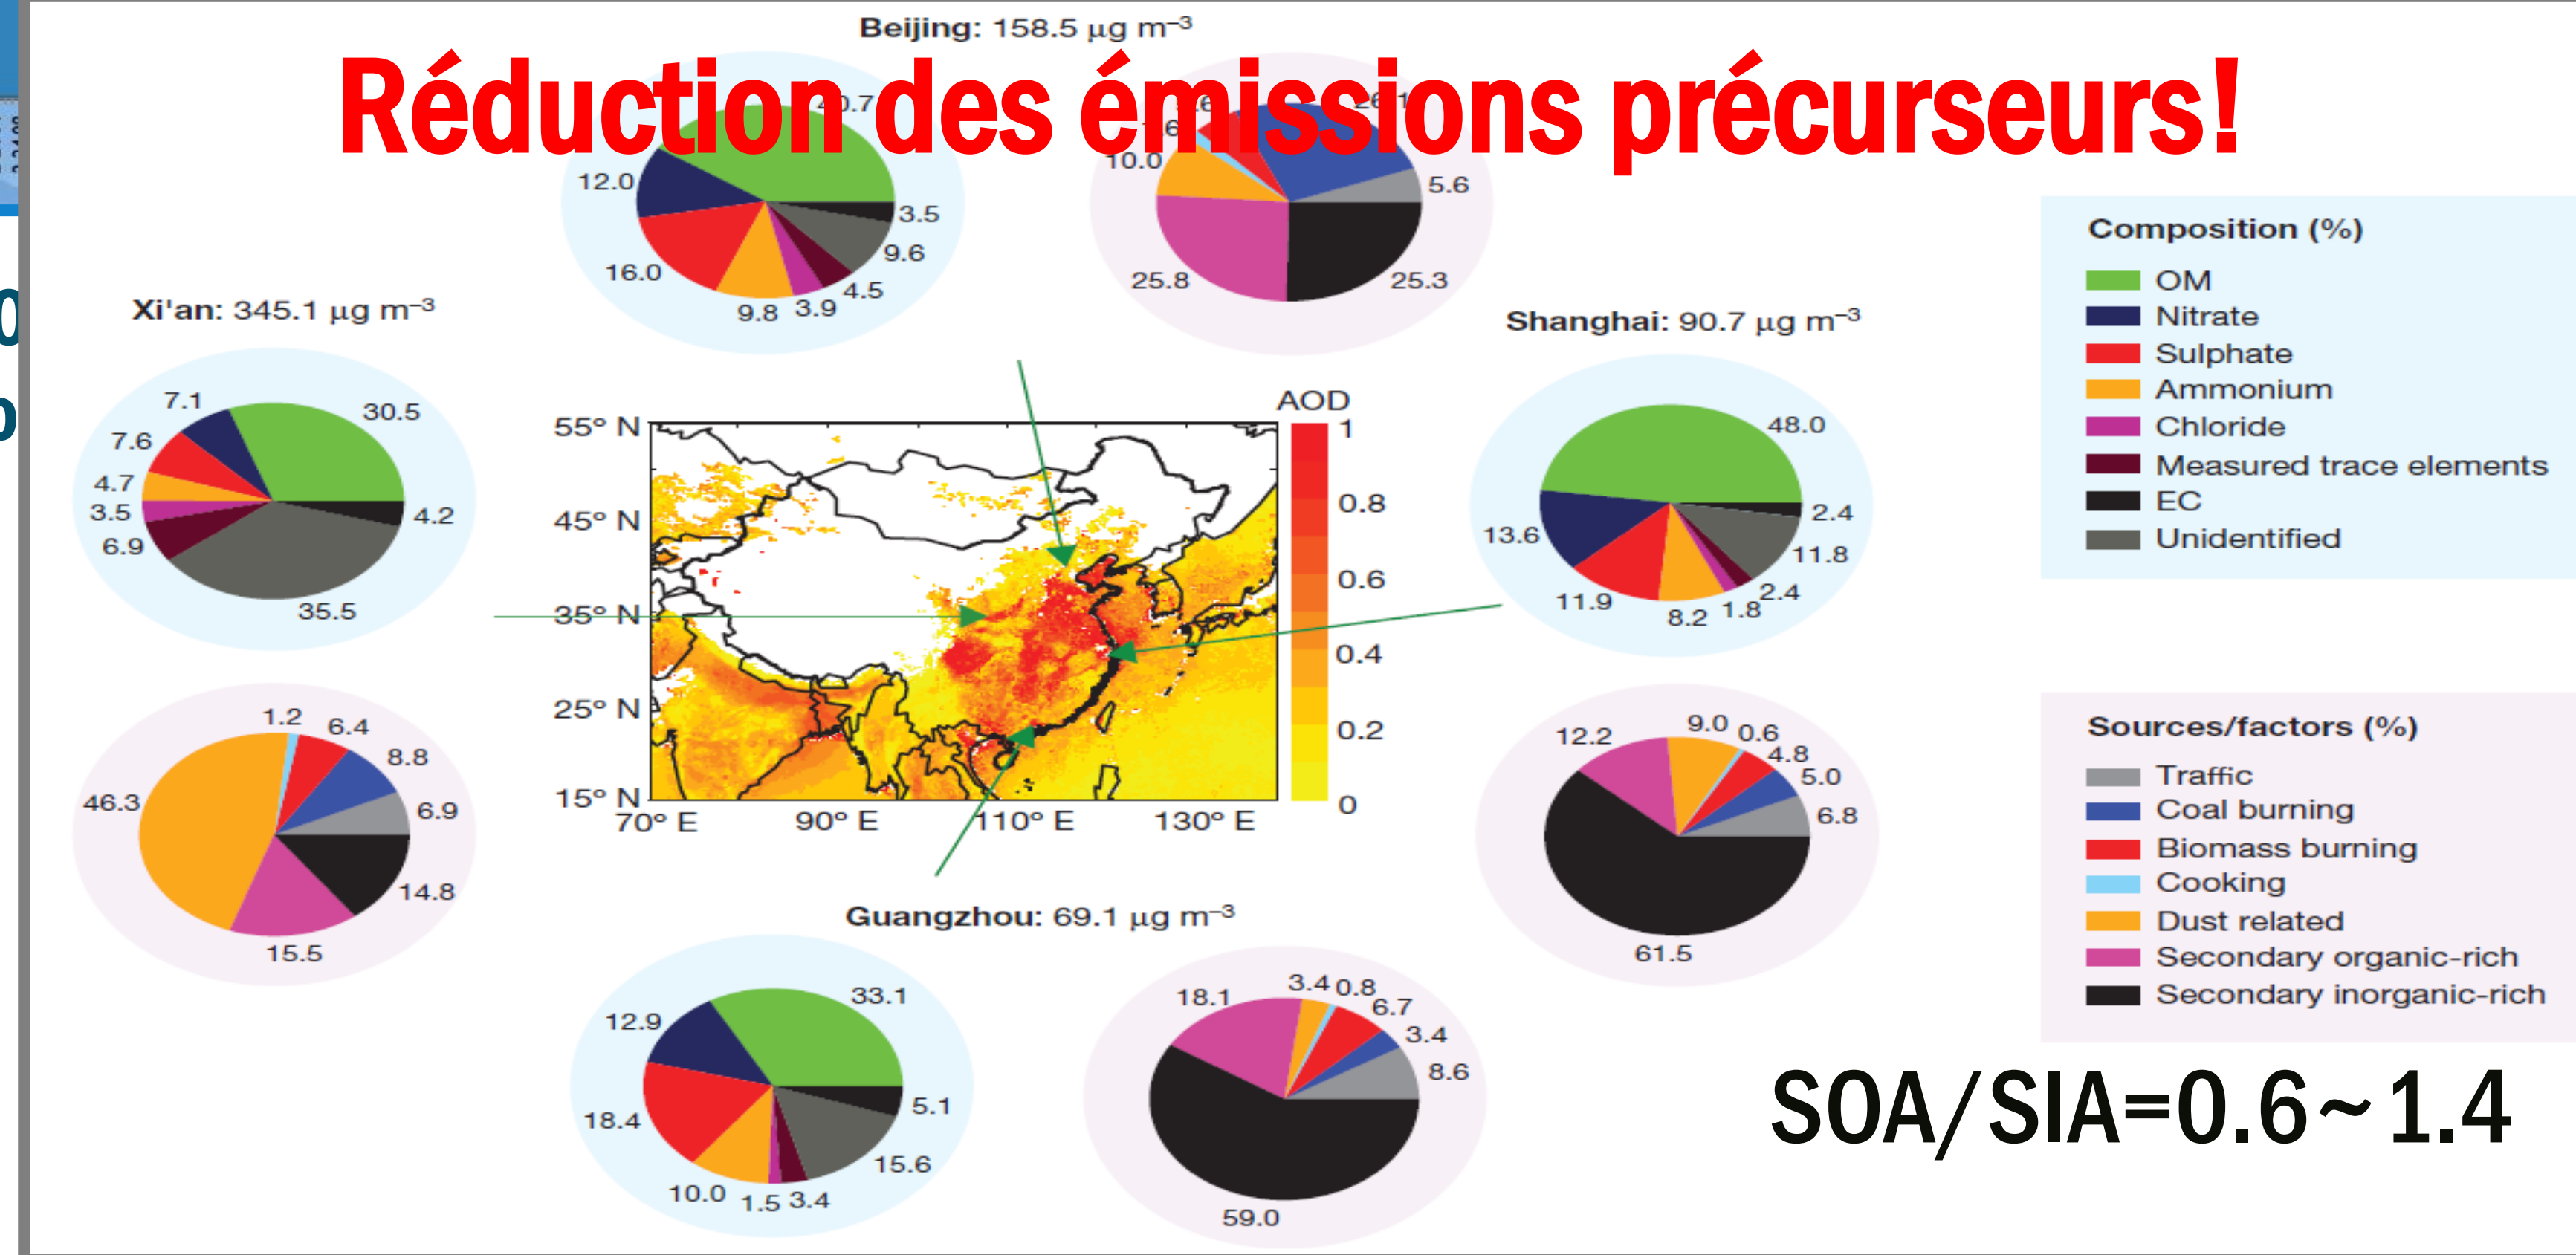 Beijing: 158.5 μg m–3
Réduction des émissions précurseurs!
12.0
16.0
9.8
3.9
4.5
9.6
3.5
10.0
25.8
25.3
5.6
Xi'an: 345.1 μg m–3
7.1
30.5
7.6
4.7
3.5
6.9
35.5
4.2
1.2
6.4
8.8
6.9
14.8
15.5
46.3
AOD
1
0.8
0.6
0.4
0.2
0
55° N
45° N
35° N
25° N
15° N
70° E
90° E
110° E
130° E
Shanghai: 90.7 μg m–3
48.0
13.6
11.9
8.2
1.8
2.4
11.8
2.4
12.2
9.0
0.6
4.8
5.0
6.8
61.5
Guangzhou: 69.1 μg m–3
33.1
12.9
18.4
10.0
1.5
3.4
15.6
5.1
18.1
3.4
0.8
6.7
3.4
8.6
59.0
Composition (%)
OM
Nitrate
Sulphate
Ammonium
Chloride
Measured trace elements
EC
Unidentified
Sources/factors (%)
Traffic
Coal burning
Biomass burning
Cooking
Dust related
Secondary organic-rich
Secondary inorganic-rich
SOA/SIA=0.6~1.4